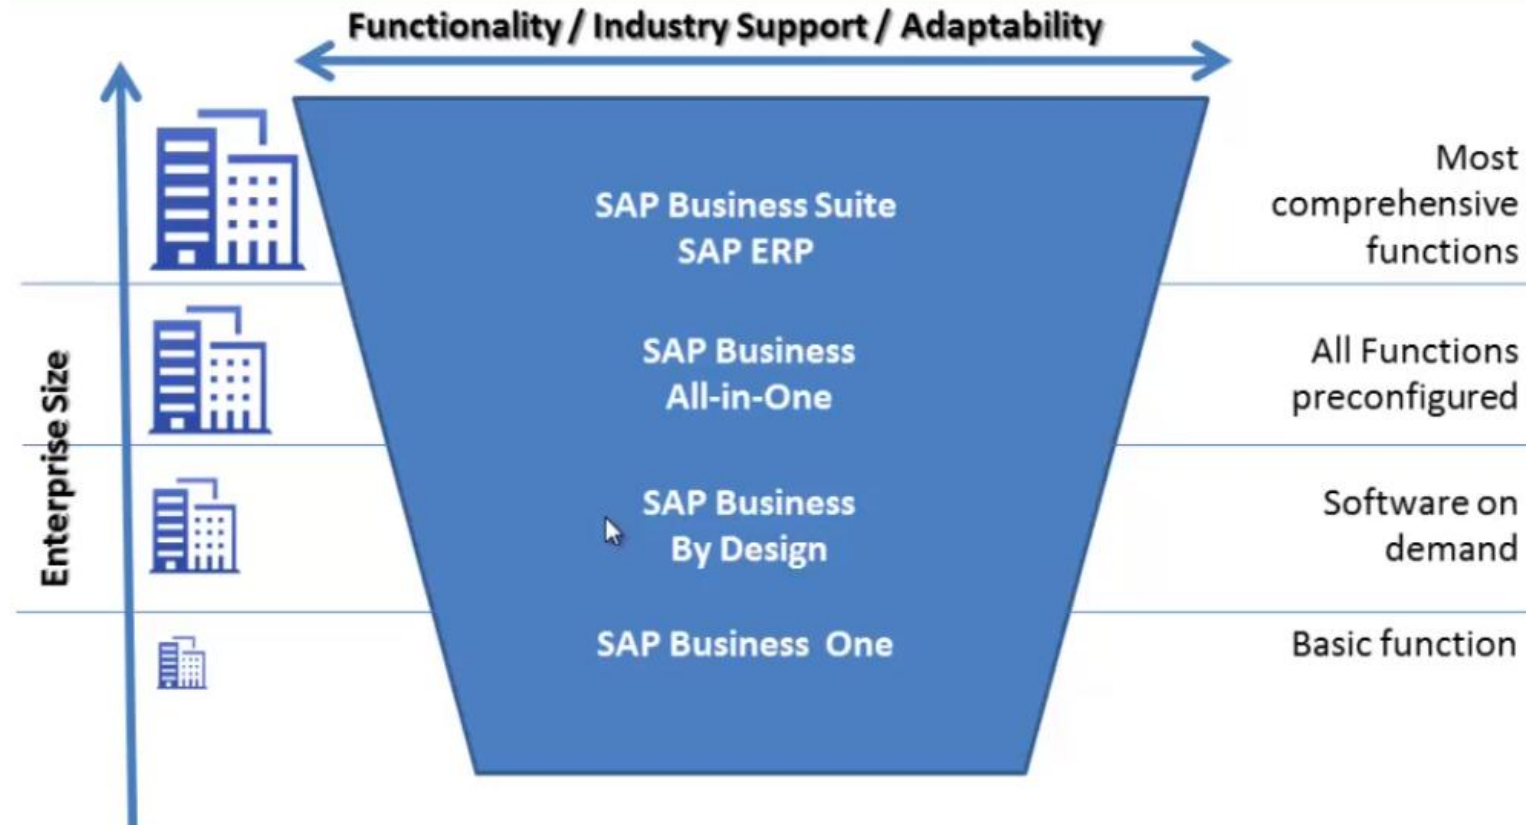 Functionality / Industry Support / Adaptability
Enterprise Size
SAP Business Suite
SAP ERP
Most
comprehensive
functions
SAP Business
All-in-One
All Functions
preconfigured
SAP Business
By Design
Software on
demand
SAP Business One
Basic function